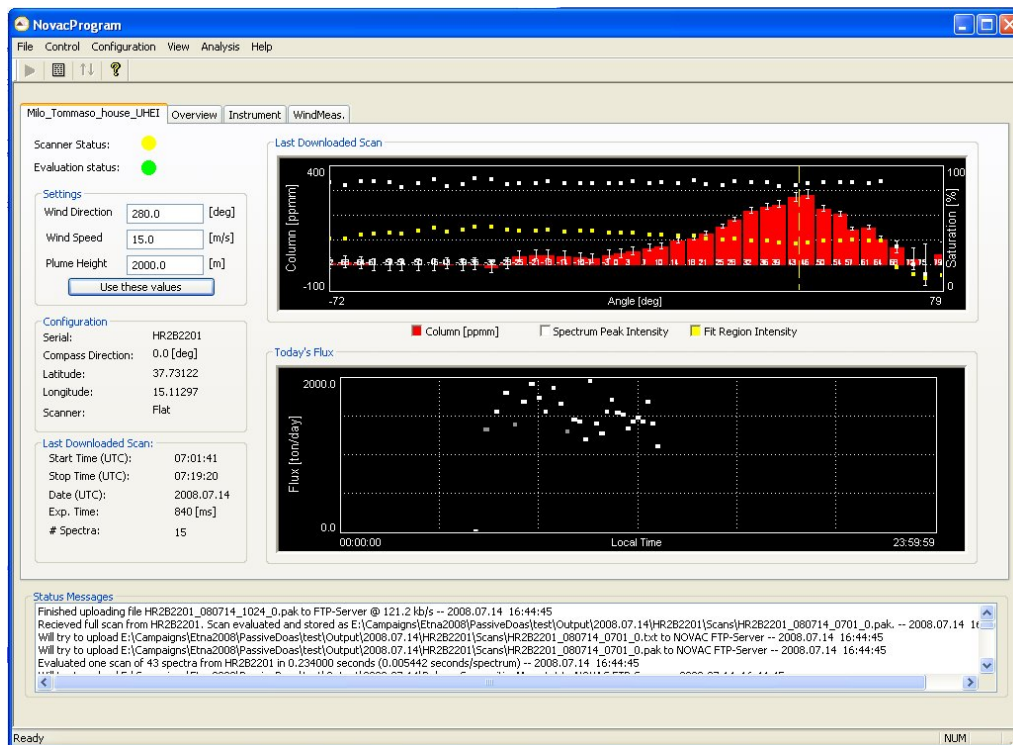 NovacProgram
File Control Configuration View Analysis Help
Milo_Tommaso_house_UHEI Overview Instrument WindMeas.
Scanner Status:
Evaluation status:
Settings
Wind Direction 280.0 [deg]
Wind Speed 15.0 [m/s]
Plume Height 2000.0 [m]
Use these values
Configuration
Serial: HR2B2201
Compass Direction: 0.0 [deg]
Latitude: 37.73122
Longitude: 15.11297
Scanner: Flat
Last Downloaded Scan:
Start Time (UTC): 07:01:41
Stop Time (UTC): 07:19:20
Date (UTC): 2008.07.14
Exp. Time: 840 [ms]
# Spectra: 15
Last Downloaded Scan
400 100
Column [ppmm]
Saturation [%]
-100 0
-72 Angle [deg] 79
Column [ppmm] Spectrum Peak Intensity Fit Region Intensity
Today's Flux
2000.0
Flux [ton/day]
0.0
00:00:00 Local Time 23:59:59
Status Messages
Finished uploading file HR2B2201_080714_1024_0.pak to FTP-Server @ 121.2 kb/s -- 2008.07.14 16:44:45
Recieved full scan from HR2B2201. Scan evaluated and stored as E:\Campaigns\Etna2008\PassiveDoas\test\Output\2008.07.14\HR2B2201\Scans\HR2B2201_080714_0701_0.pak. -- 2008.07.14 16
Will try to upload E:\Campaigns\Etna2008\PassiveDoas\test\Output\2008.07.14\HR2B2201\Scans\HR2B2201_080714_0701_0.txt to NOVAC FTP-Server -- 2008.07.14 16:44:45
Will try to upload E:\Campaigns\Etna2008\PassiveDoas\test\Output\2008.07.14\HR2B2201\Scans\HR2B2201_080714_0701_0.pak to NOVAC FTP-Server -- 2008.07.14 16:44:45
Evaluated one scan of 43 spectra from HR2B2201 in 0.234000 seconds (0.005442 seconds/spectrum) -- 2008.07.14 16:44:45
Ready NUM